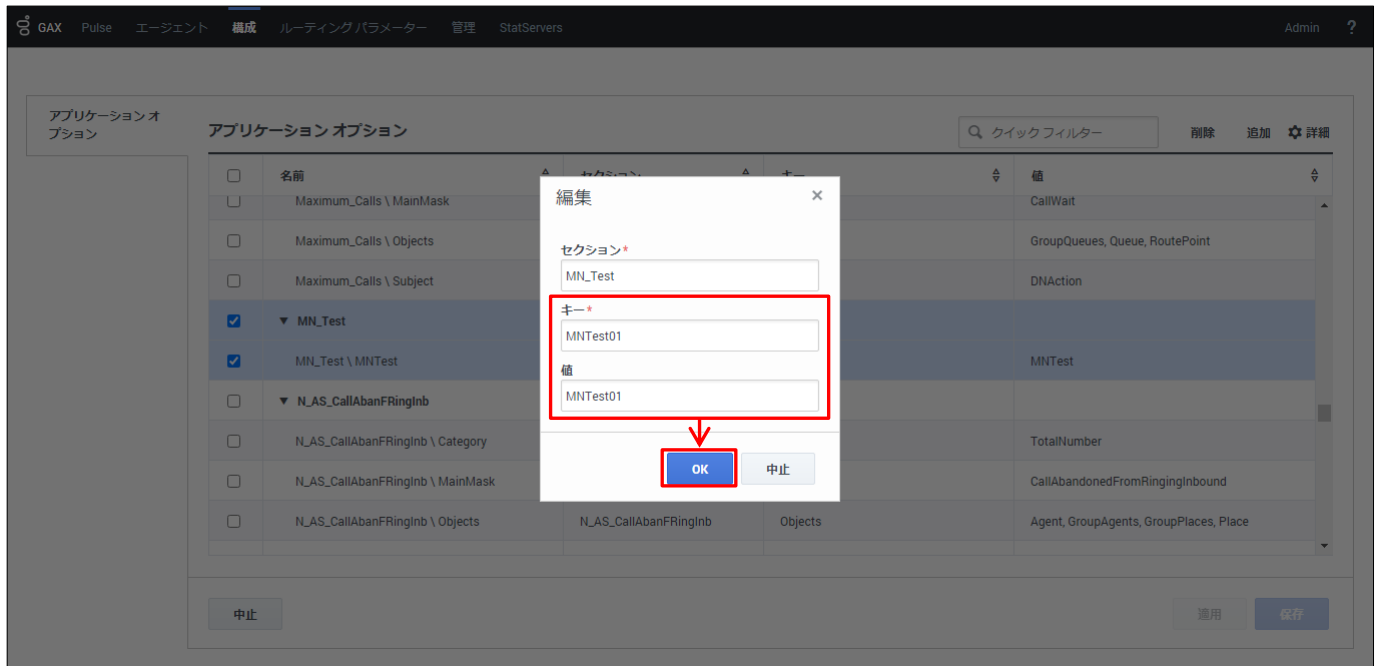 GAX Pulse エージェント 構成 ルーティング パラメーター 管理 StatServers Admin ?
アプリケーション オ
プション
アプリケーション オプション
クイック フィルター 削除 追加 詳細
名前 セクション キー 値
Maximum_Calls \ MainMask CallWait
Maximum_Calls \ Objects GroupQueues, Queue, RoutePoint
Maximum_Calls \ Subject DNAction
MN_Test
MN_Test \ MNTest MNTest
N_AS_CallAbanFRingInb
N_AS_CallAbanFRingInb \ Category TotalNumber
N_AS_CallAbanFRingInb \ MainMask CallAbandonedFromRingingInbound
N_AS_CallAbanFRingInb \ Objects N_AS_CallAbanFRingInb Objects Agent, GroupAgents, GroupPlaces, Place
編集 ×
セクション*
MN_Test
キー*
MNTest01
値
MNTest01
OK 中止
中止 適用 保存